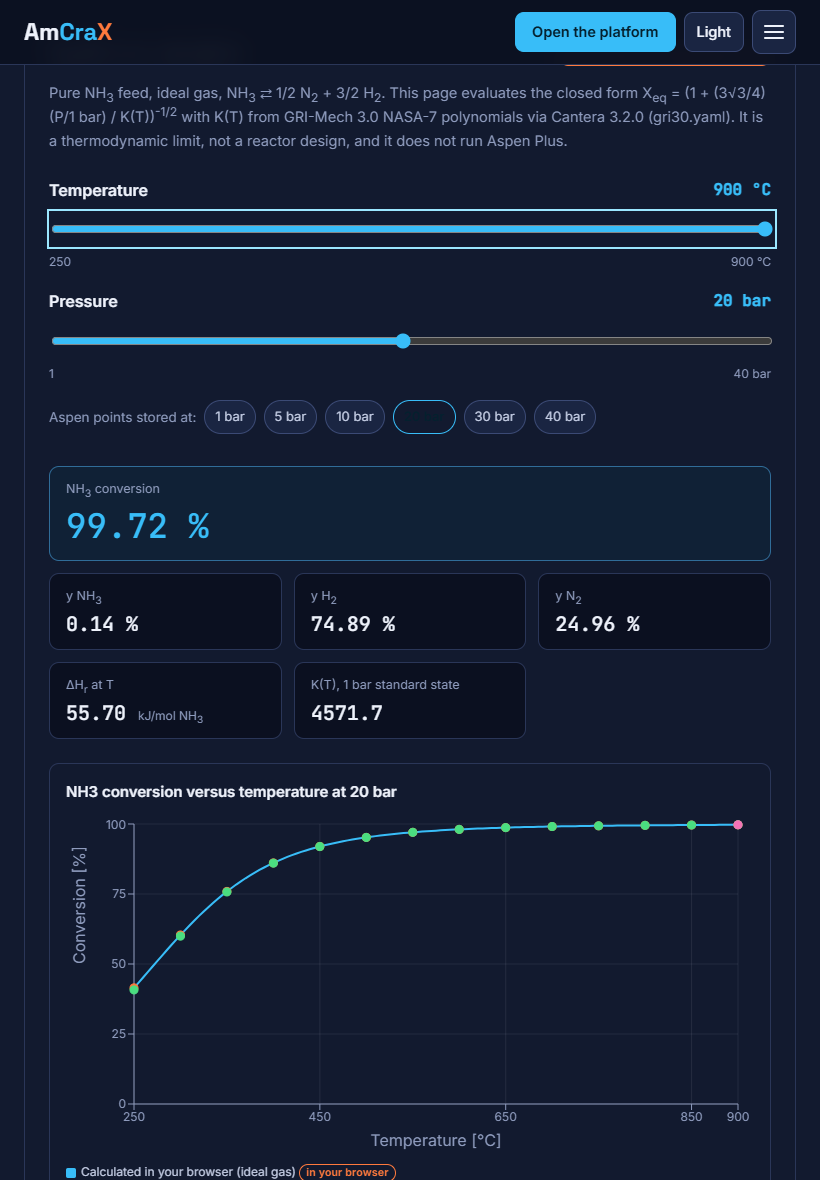 AmCraX
Open the platform
Light
Pure NH3 feed, ideal gas, NH3 ⇄ 1/2 N2 + 3/2 H2. This page evaluates the closed form Xeq = (1 + (3√3/4)
(P/1 bar) / K(T))-1/2 with K(T) from GRI-Mech 3.0 NASA-7 polynomials via Cantera 3.2.0 (gri30.yaml). It is
a thermodynamic limit, not a reactor design, and it does not run Aspen Plus.
Temperature 900 °C
250 900 °C
Pressure 20 bar
1 40 bar
Aspen points stored at: 1 bar 5 bar 10 bar 30 bar 40 bar
NH3 conversion
99.72 %
y NH3 y H2 y N2
0.14 % 74.89 % 24.96 %
ΔHr at T K(T), 1 bar standard state
55.70 kJ/mol NH3 4571.7
NH3 conversion versus temperature at 20 bar
100
75
50
25
0
Conversion [%]
250 450 650 850 900
Temperature [°C]
Calculated in your browser (ideal gas) in your browser